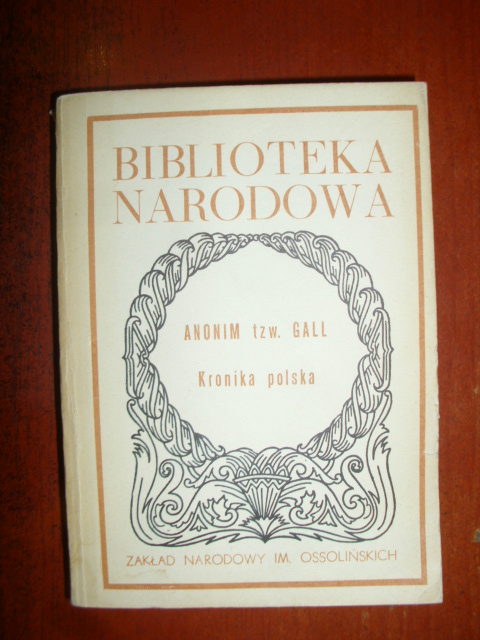 BIBLIOTEKA
NARODOWA
ANONIM tzw. GALL
Kronika polska
ZAKŁAD NARODOWY IM. OSSOLIŃSKICH